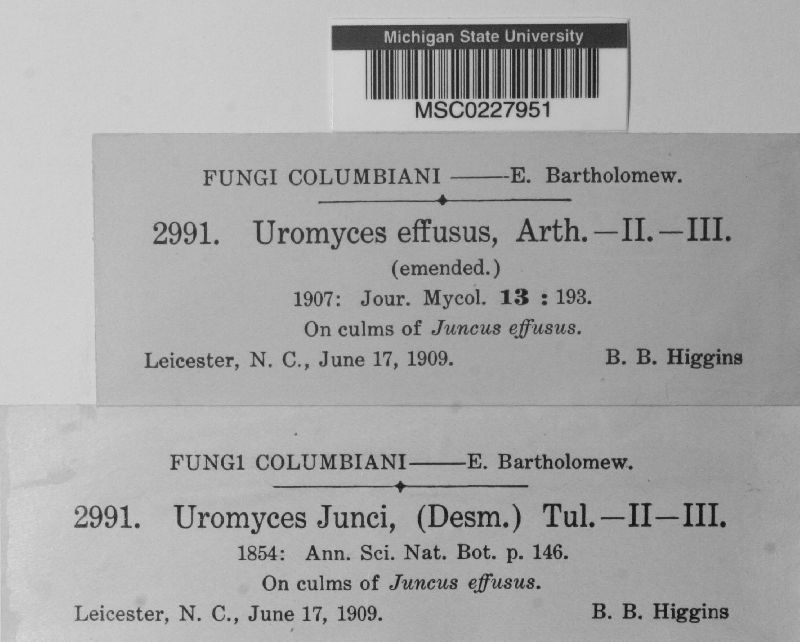 Michigan State University
MSC0227951
FUNGI COLUMBIANI ——— E. Bartholomew.
2991. Uromyces effusus, Arth.—II.—III.
(emended.)
1907: Jour. Mycol. 13 : 193.
On culms of Juncus effusus.
Leicester, N. C., June 17, 1909. B. B. Higgins
FUNG1 COLUMBIANI——— E. Bartholomew.
2991. Uromyces Junci, (Desm.) Tul.—II—III.
1854: Ann. Sci. Nat. Bot. p. 146.
On culms of Juncus effusus.
Leicester, N. C., June 17, 1909. B. B. Higgins